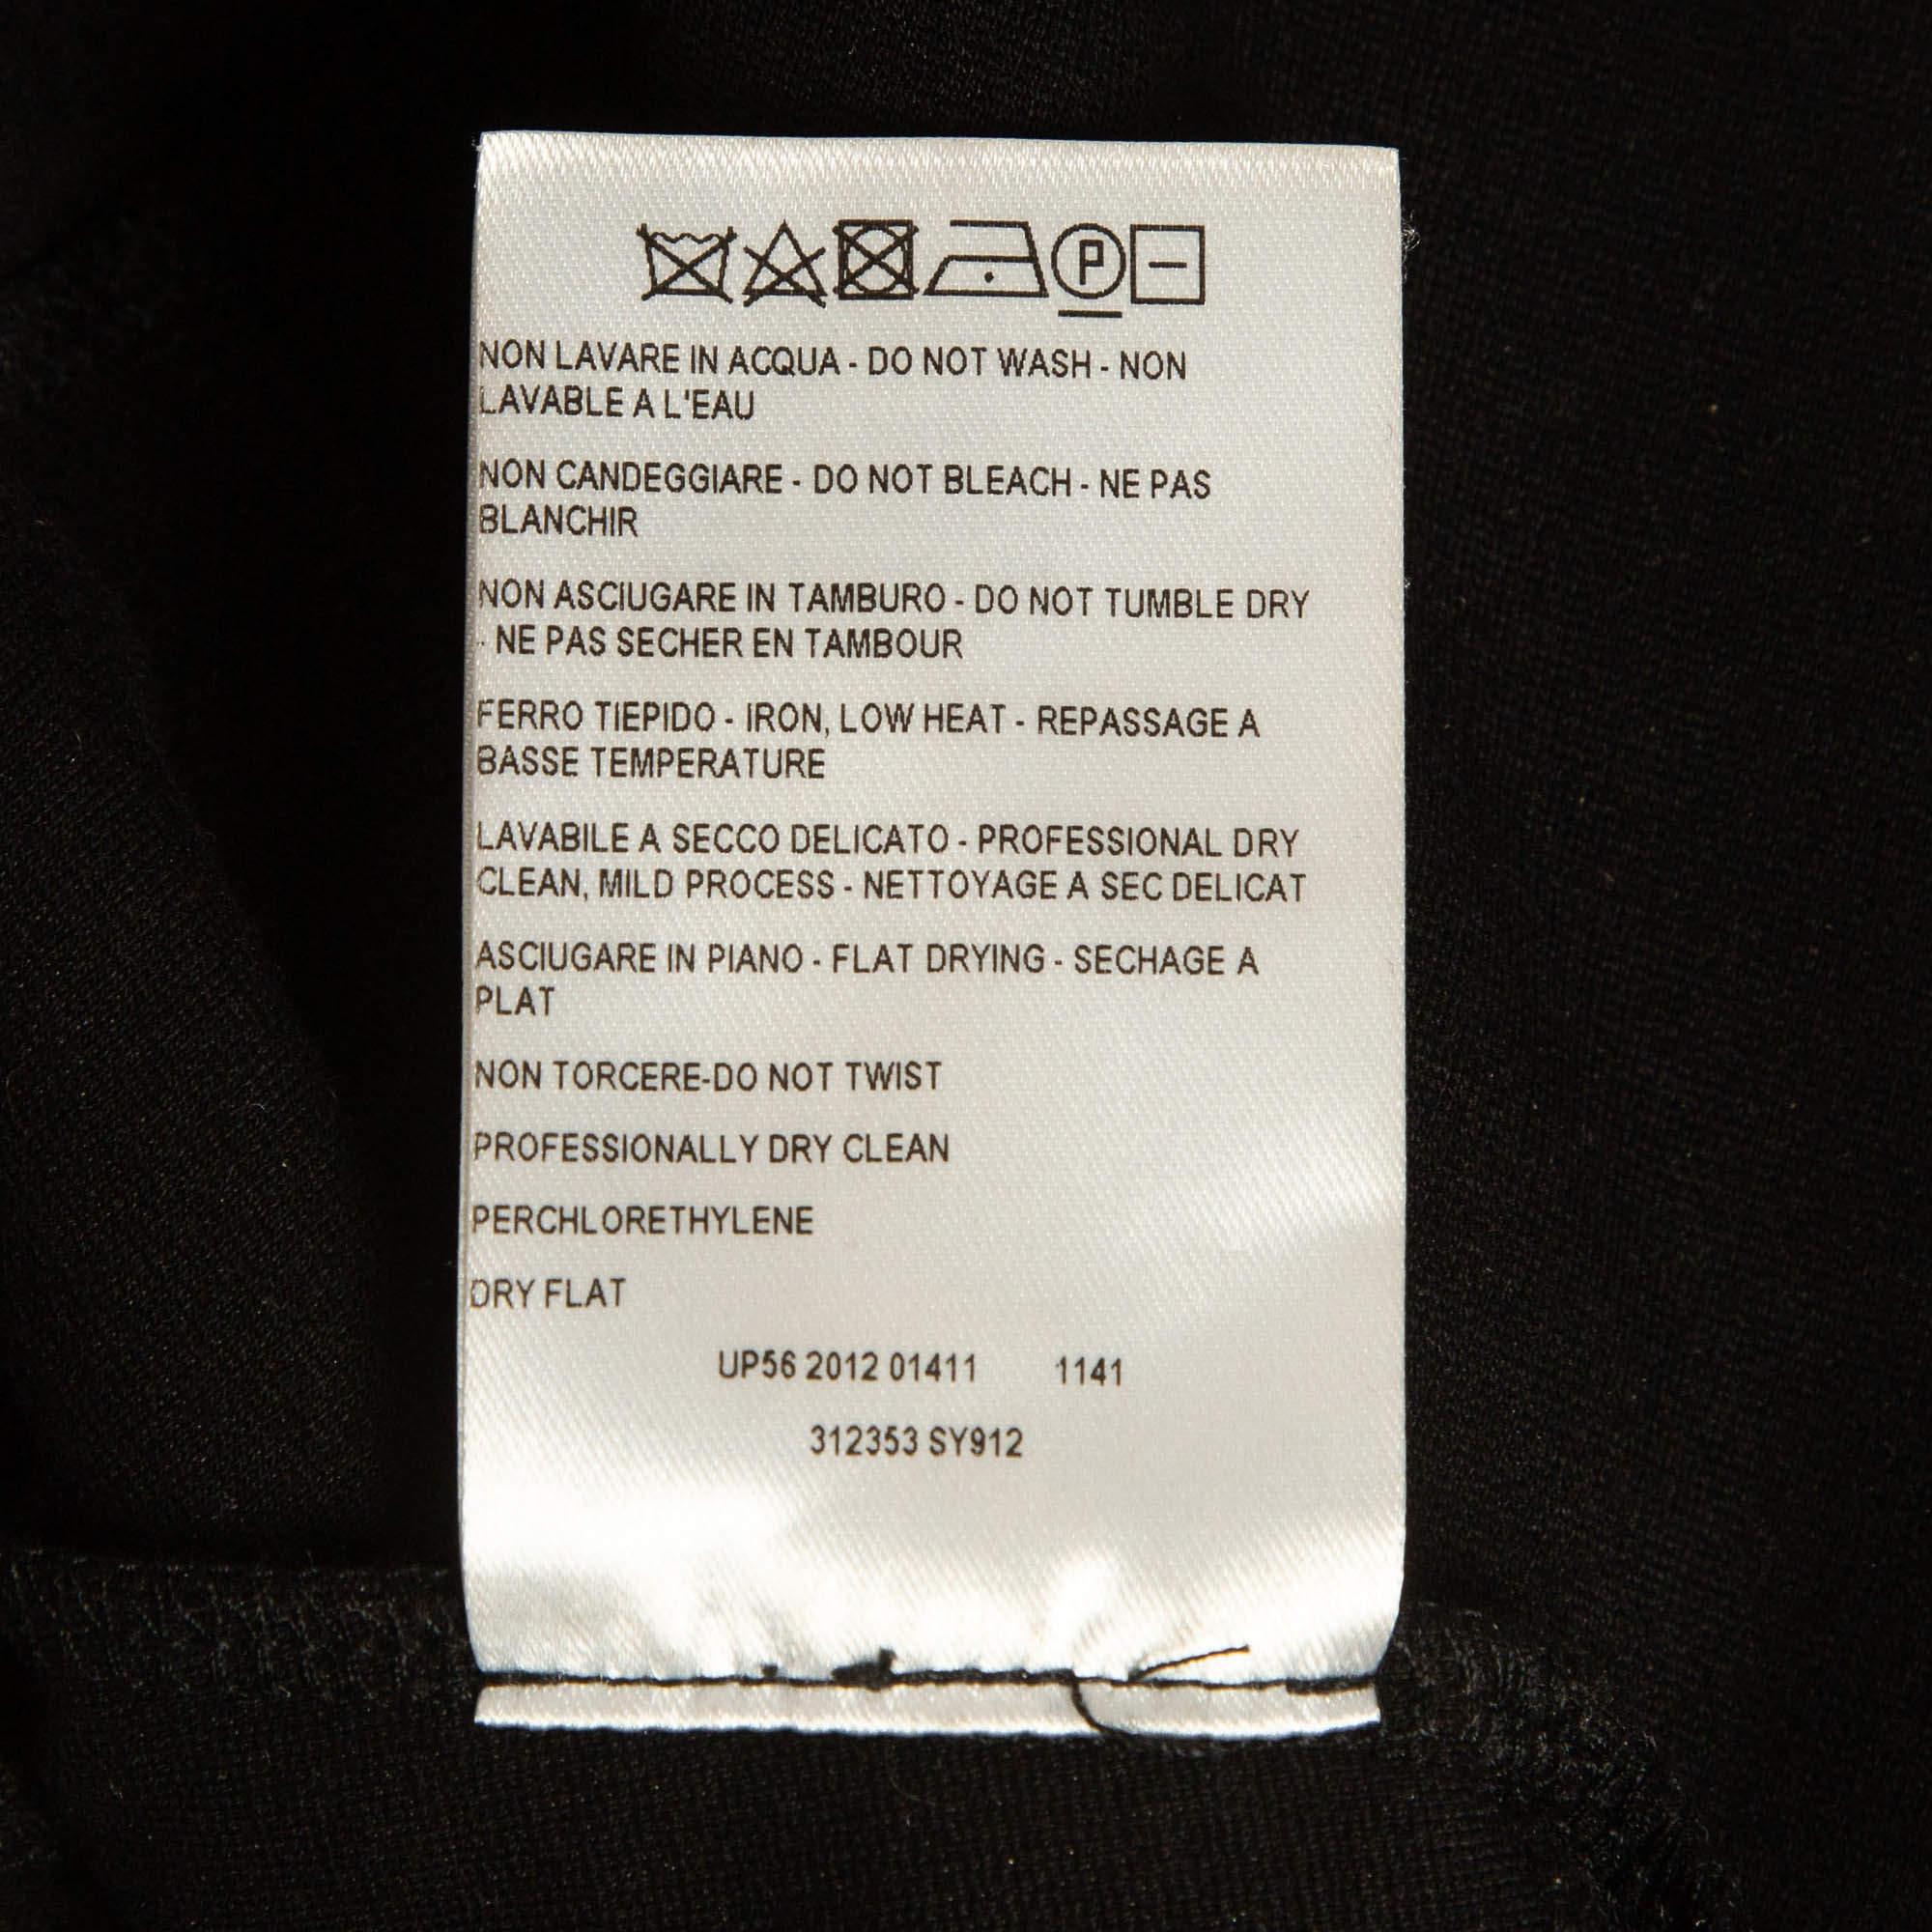 P
NON LAVARE IN ACQUA - DO NOT WASH - NON
LAVABLE A L'EAU
NON CANDEGGIARE - DO NOT BLEACH - NE PAS
BLANCHIR
NON ASCIUGARE IN TAMBURO - DO NOT TUMBLE DRY
- NE PAS SECHER EN TAMBOUR
FERRO TIEPIDO - IRON, LOW HEAT - REPASSAGE A
BASSE TEMPERATURE
LAVABILE A SECCO DELICATO - PROFESSIONAL DRY
CLEAN, MILD PROCESS - NETTOYAGE A SEC DELICAT
ASCIUGARE IN PIANO - FLAT DRYING - SECHAGE A
PLAT
NON TORCERE-DO NOT TWIST
PROFESSIONALLY DRY CLEAN
PERCHLORETHYLENE
DRY FLAT
UP56 2012 01411 1141
312353 SY912